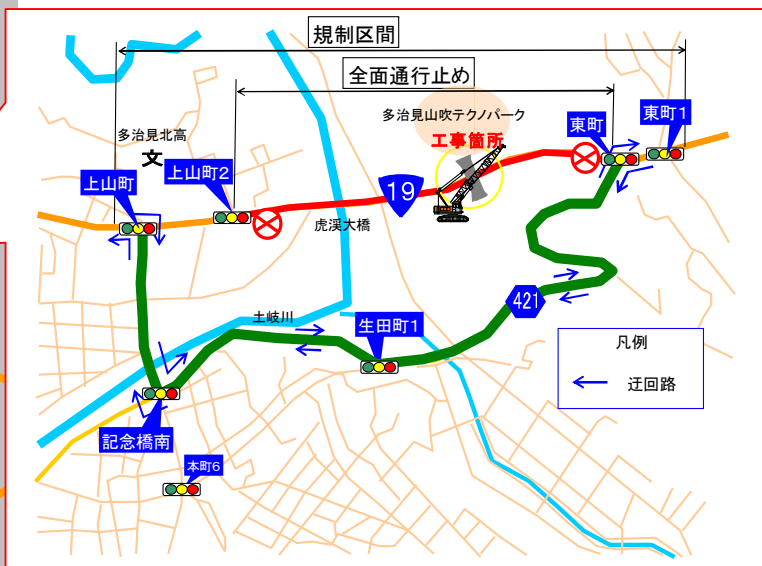 規制区間
全面通行止め
多治見山吹テクノパーク
工事箇所
東町
東町1
多治見北高
文
上山町
上山町2
19
虎渓大橋
421
土岐川
生田町1
凡例
迂回路
記念橋南
本町6